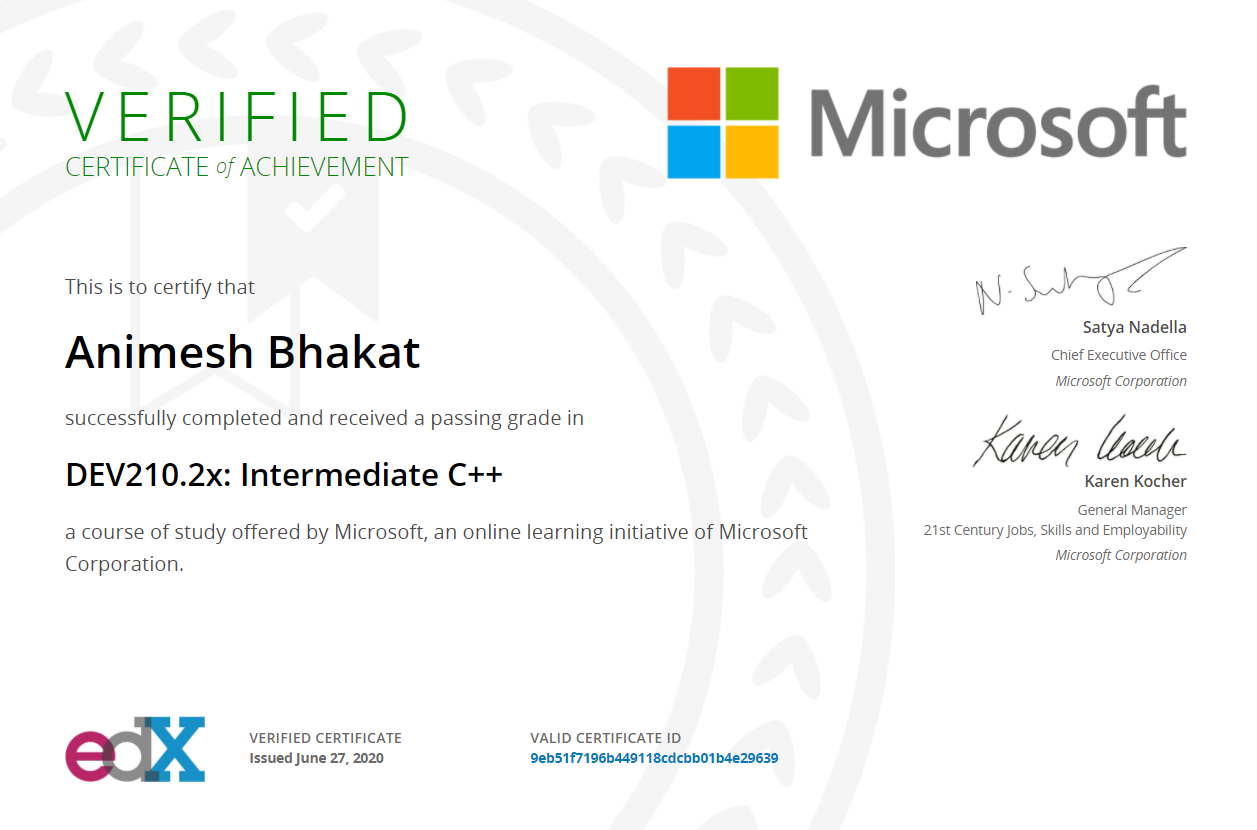 VERIFIED
CERTIFICATE of ACHIEVEMENT
Microsoft
This is to certify that
Animesh Bhakat
successfully completed and received a passing grade in
DEV210.2x: Intermediate C++
a course of study offered by Microsoft, an online learning initiative of Microsoft
Corporation.
Satya Nadella
Chief Executive Office
Microsoft Corporation
Karen Kocher
General Manager
21st Century Jobs, Skills and Employability
Microsoft Corporation
edX
VERIFIED CERTIFICATE
Issued June 27, 2020
VALID CERTIFICATE ID
9eb51f7196b449118cdcbb01b4e29639